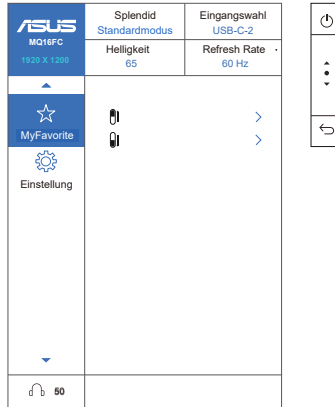 ASUS
MQ16FC
1920 X 1200
Splendid
Standardmodus
Eingangswahl
USB-C-2
Helligkeit
65
Refresh Rate
60 Hz
MyFavorite
Einstellung
50